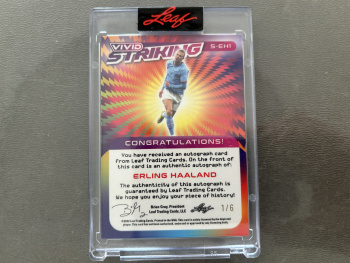 Leaf
VIVID
STRIKING
S-EH1
CONGRATULATIONS!
You have received an autograph card
from Leaf Trading Cards. On the front of
this card is an authentic autograph of:
ERLING HAALAND
The authenticity of this autograph is
guaranteed by Leaf Trading Cards.
We hope you enjoy your piece of history!
Brian Gray, President
Leaf Trading Cards, LLC
Leaf
1/6